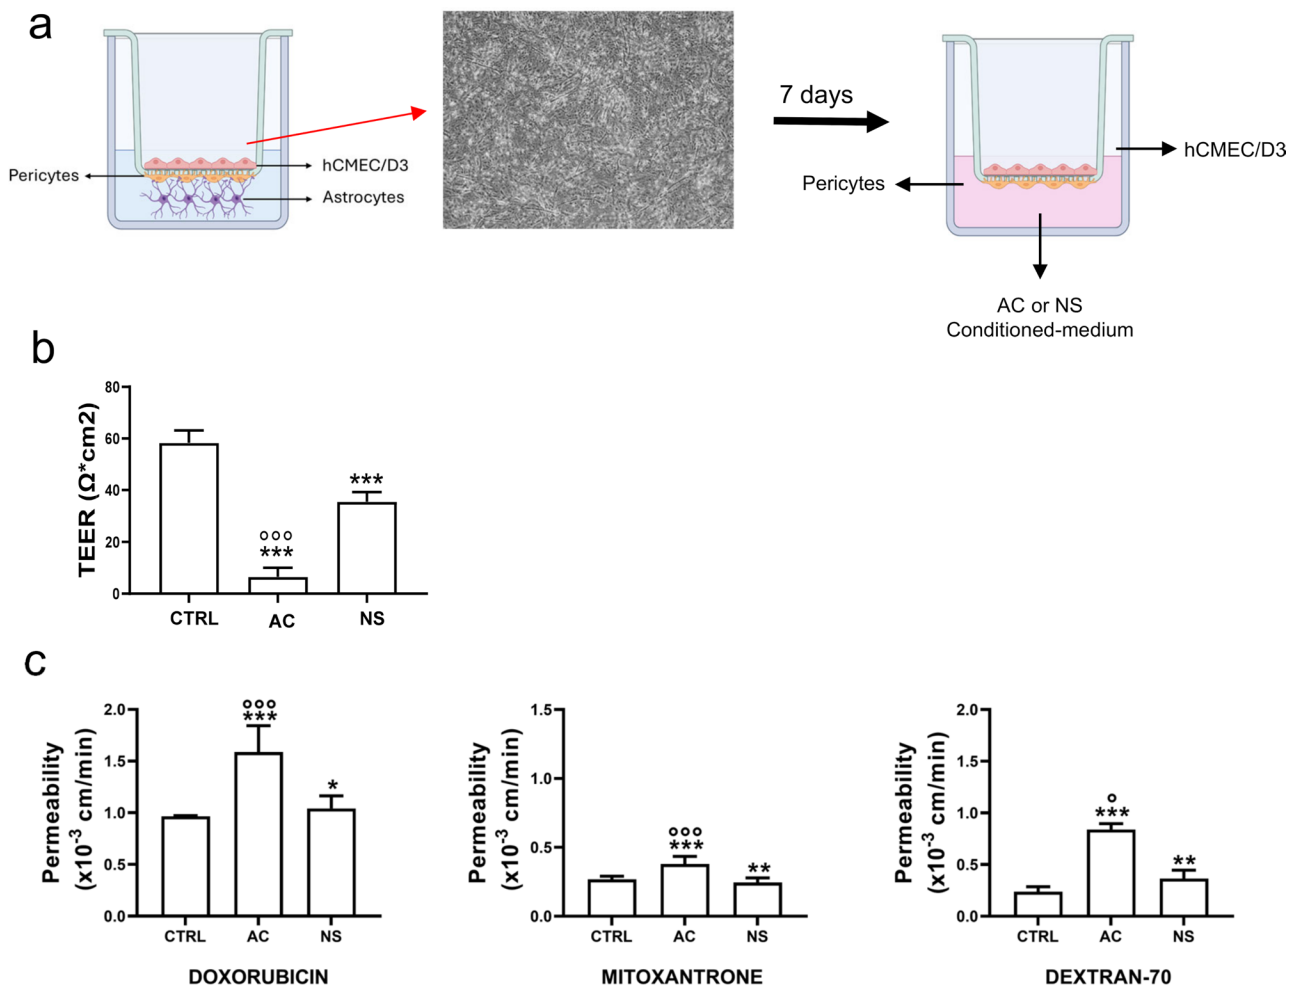 a
Pericytes
hCMEC/D3
Astrocytes
7 days
hCMEC/D3
Pericytes
AC or NS
Conditioned-medium
b
TEER (Ω*cm2)
80
60
40
20
0
°°°
***
***
CTRL
AC
NS
c
Permeability
(x10⁻³ cm/min)
2.0
1.5
1.0
0.5
0.0
°°°
***
*
CTRL
AC
NS
DOXORUBICIN
Permeability
(x10⁻³ cm/min)
1.5
1.0
0.5
0.0
°°°
***
**
CTRL
AC
NS
MITOXANTRONE
Permeability
(x10⁻³ cm/min)
2.0
1.5
1.0
0.5
0.0
°
***
**
CTRL
AC
NS
DEXTRAN-70